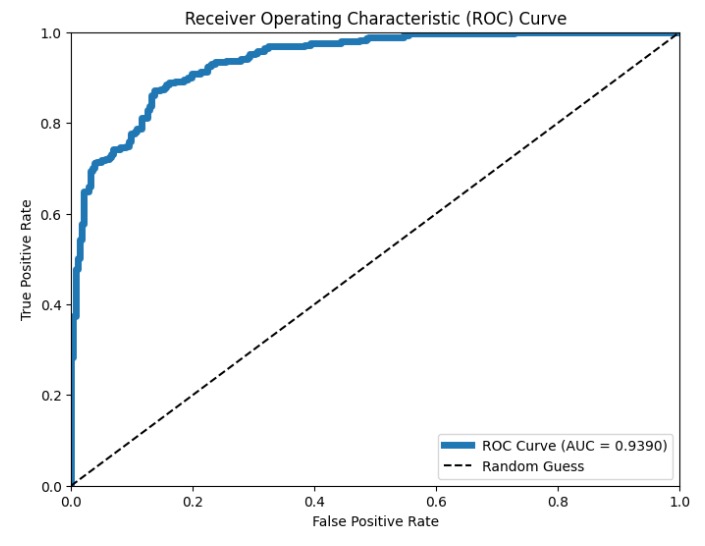 Receiver Operating Characteristic (ROC) Curve
1.0
0.8
0.6
0.4
0.2
0.0
True Positive Rate
ROC Curve (AUC = 0.9390)
Random Guess
0.0 0.2 0.4 0.6 0.8 1.0
False Positive Rate